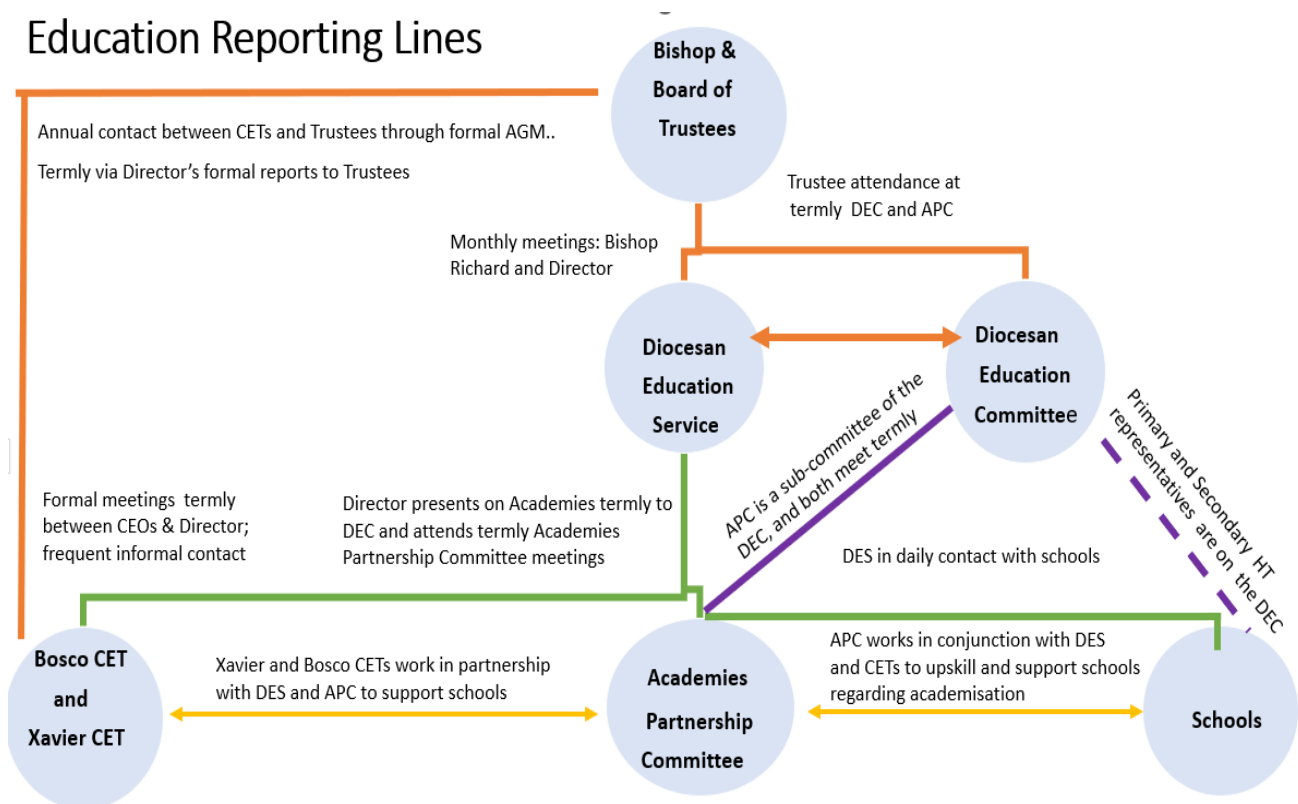 Education Reporting Lines
Bishop &
Board of
Trustees
Annual contact between CETs and Trustees through formal AGM..
Termly via Director's formal reports to Trustees
Trustee attendance at
termly DEC and APC
Monthly meetings: Bishop
Richard and Director
Diocesan
Education
Service
Diocesan
Education
Committee
APC is a sub-committee of the
DEC, and both meet termly
Primary and Secondary HT
representatives are on the DEC
Formal meetings termly
between CEOs & Director;
frequent informal contact
Director presents on Academies termly to
DEC and attends termly Academies
Partnership Committee meetings
DES in daily contact with schools
Bosco CET
and
Xavier CET
Xavier and Bosco CETs work in partnership
with DES and APC to support schools
Academies
Partnership
Committee
APC works in conjunction with DES
and CETs to upskill and support schools
regarding academisation
Schools